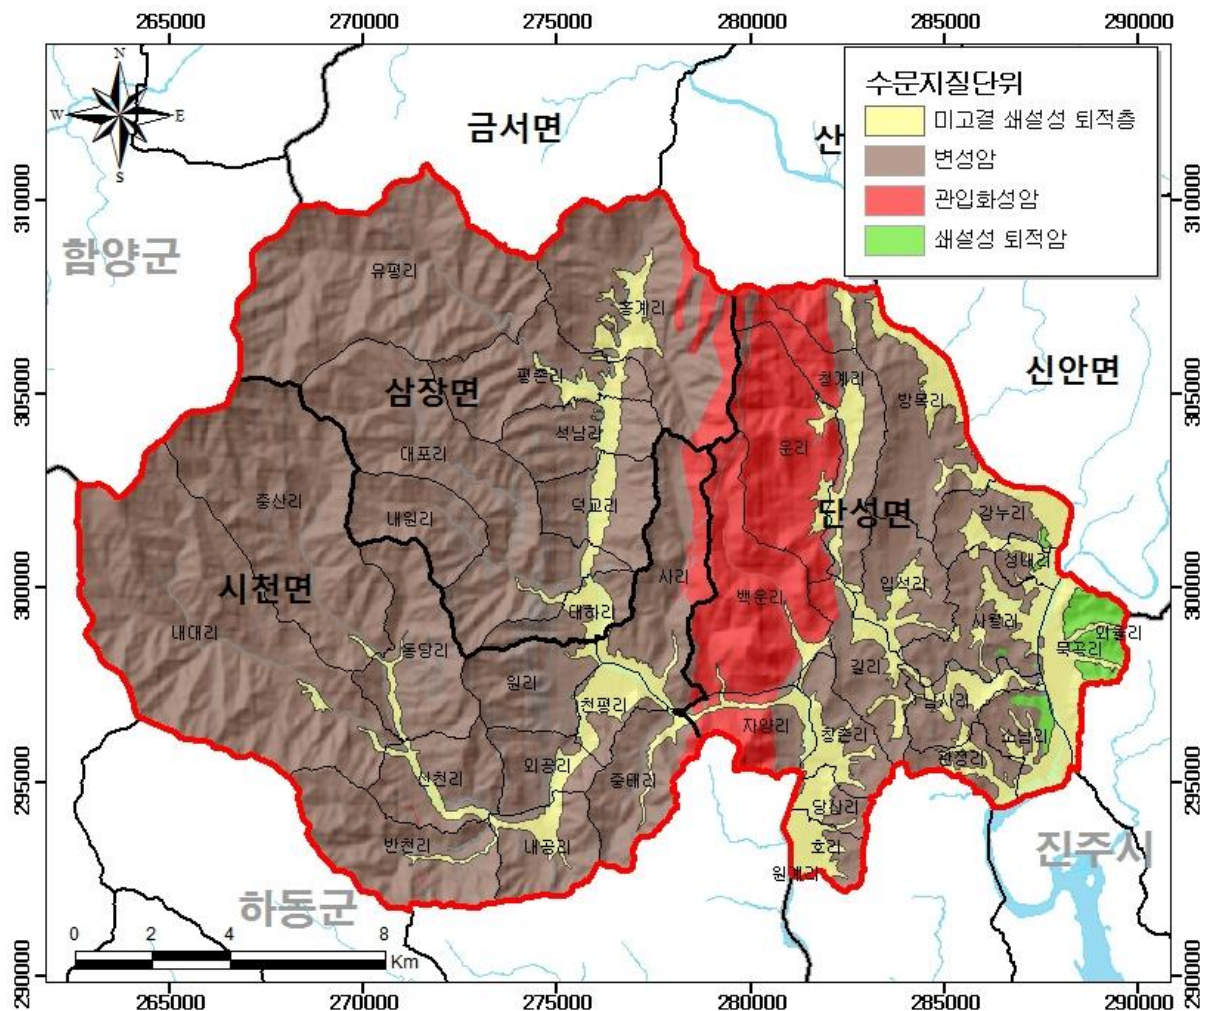 265000 270000 275000 280000 285000 290000
N
W E
S
수문지질단위
미고결 쇄설성 퇴적층
변성암
관입화성암
쇄설성 퇴적암
금서면
산
310000 310000
함양군
유평리
홍계리
신안면
평촌리
청계리
삼장면
방목리
305000 305000
석남리
대포리
운리
중산리
덕교리
단성면
강누리
내원리
성내리
사리
입석리
시천면
백운리
300000 300000
대하리
사월리
내대리
외송리
묵곡리
동당리
길리
원리
천평리
남사리
자양리
창촌리
소남리
외공리
관정리
신천리
중태리
295000 295000
당산리
반천리
내공리
호리
진주시
원계리
하동군
0 2 4 8
Km
290000 290000
265000 270000 275000 280000 285000 290000